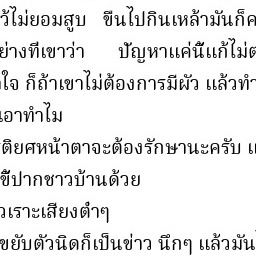 ว้ไม่ยอมสูบ ขืนไปกินเหล้ามันก็ค
ย่างที่เขาว่า ปัญหาแค่นี้แก้ไม่ต
ใจ ก็ถ้าเขาไม่ต้องการมีผัว แล้วทำ
นอาทำไม
ติยศหน้าตาจะต้องรักษานะครับ แ
ขี้ปากชาวบ้านด้วย
วเราะเสียงต่ำๆ
ขยับตัวนิดก็เป็นข่าว นึกๆ แล้วมัน